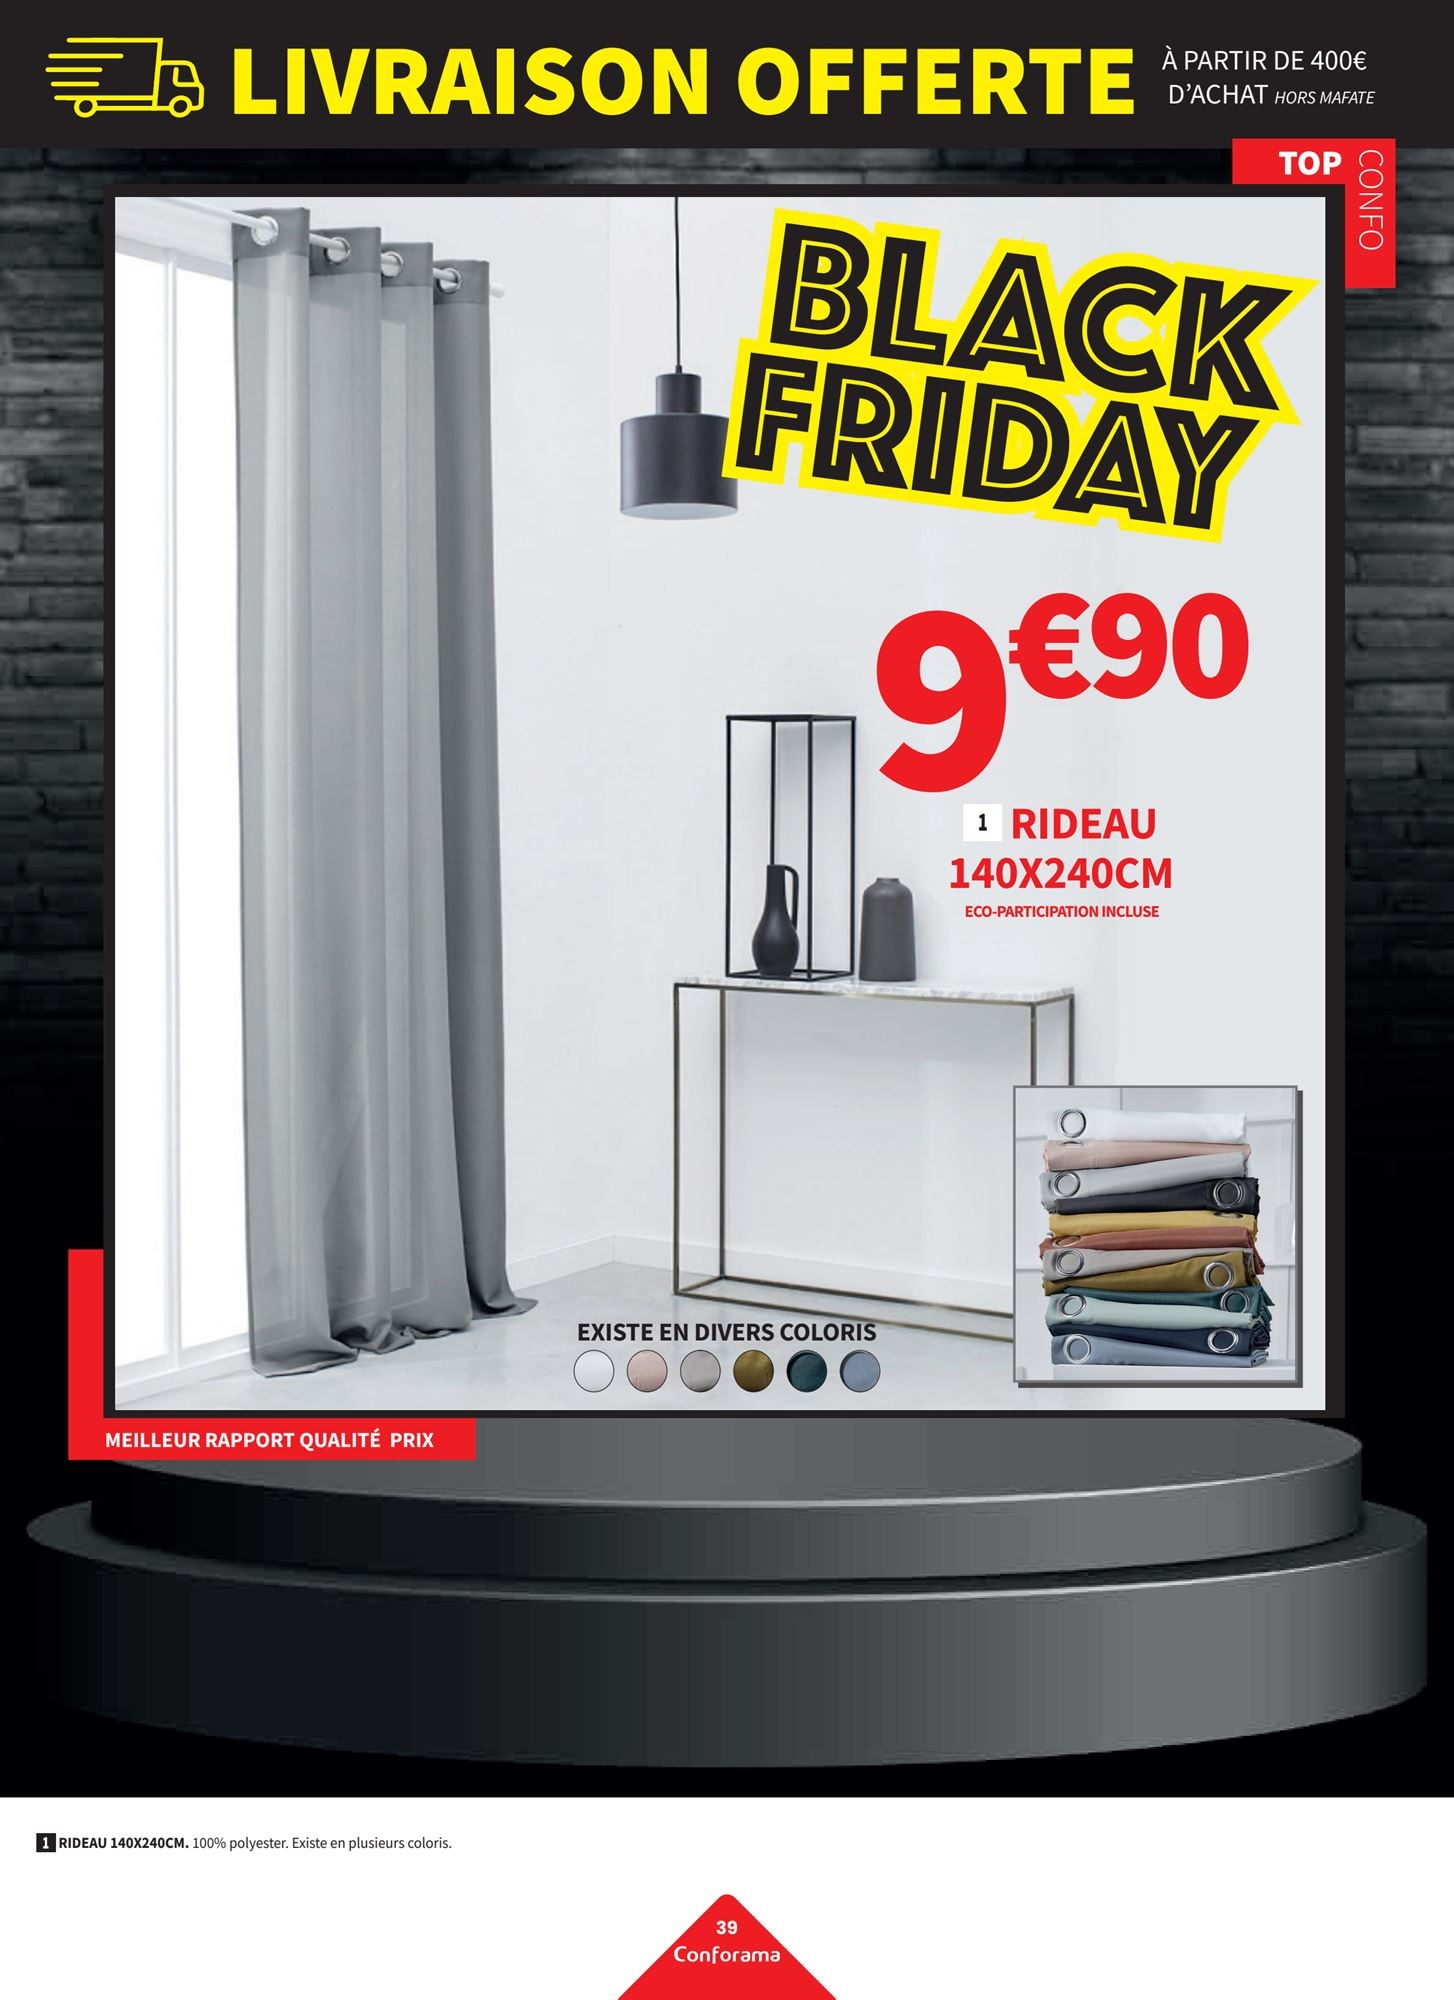 LIVRAISON OFFERTE
À PARTIR DE 400€
D'ACHAT HORS MAFATE
TOP
CONFO
BLACK
FRIDAY
9€90
1 RIDEAU
140X240CM
ECO-PARTICIPATION INCLUSE
EXISTE EN DIVERS COLORIS
MEILLEUR RAPPORT QUALITÉ PRIX
1 RIDEAU 140X240CM. 100% polyester. Existe en plusieurs coloris.
39
Conforama